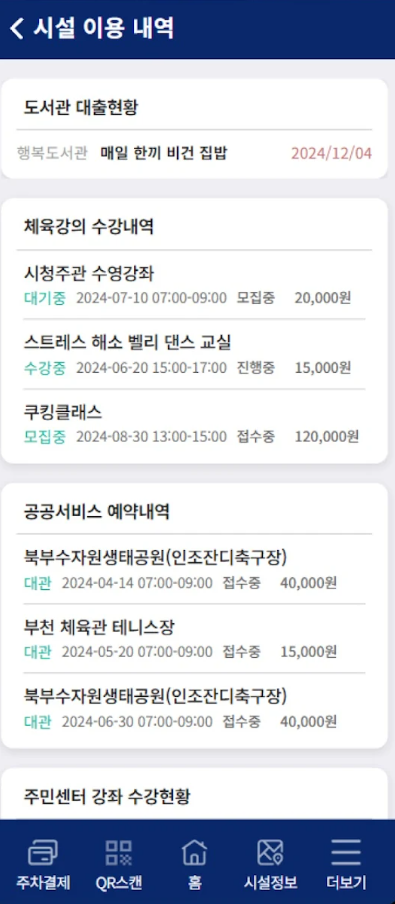 시설 이용 내역
도서관 대출현황
행복도서관 매일 한끼 비건 집밥 2024/12/04
체육강의 수강내역
시청주관 수영강좌
대기중 2024-07-10 07:00-09:00 모집중 20,000원
스트레스 해소 벨리 댄스 교실
수강중 2024-06-20 15:00-17:00 진행중 15,000원
쿠킹클래스
모집중 2024-08-30 13:00-15:00 접수중 120,000원
공공서비스 예약내역
북부수자원생태공원(인조잔디축구장)
대관 2024-04-14 07:00-09:00 접수중 40,000원
부천 체육관 테니스장
대관 2024-05-20 07:00-09:00 접수중 15,000원
북부수자원생태공원(인조잔디축구장)
대관 2024-06-30 07:00-09:00 접수중 40,000원
주민센터 강좌 수강현황
주차결제 QR스캔 홈 시설정보 더보기